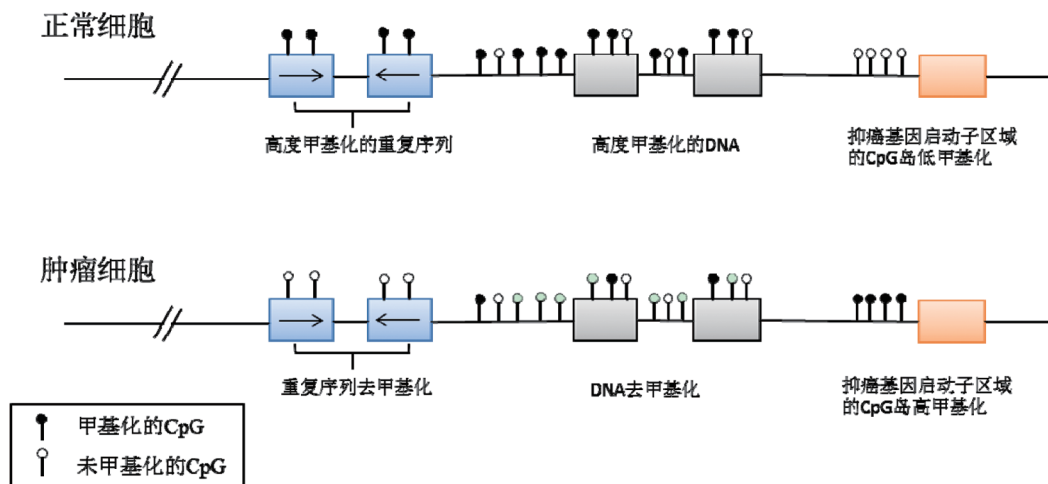 正常细胞
高度甲基化的重复序列
高度甲基化的DNA
抑癌基因启动子区域
的CpG岛低甲基化
肿瘤细胞
重复序列去甲基化
DNA去甲基化
抑癌基因启动子区域
的CpG岛高甲基化
甲基化的CpG
未甲基化的CpG